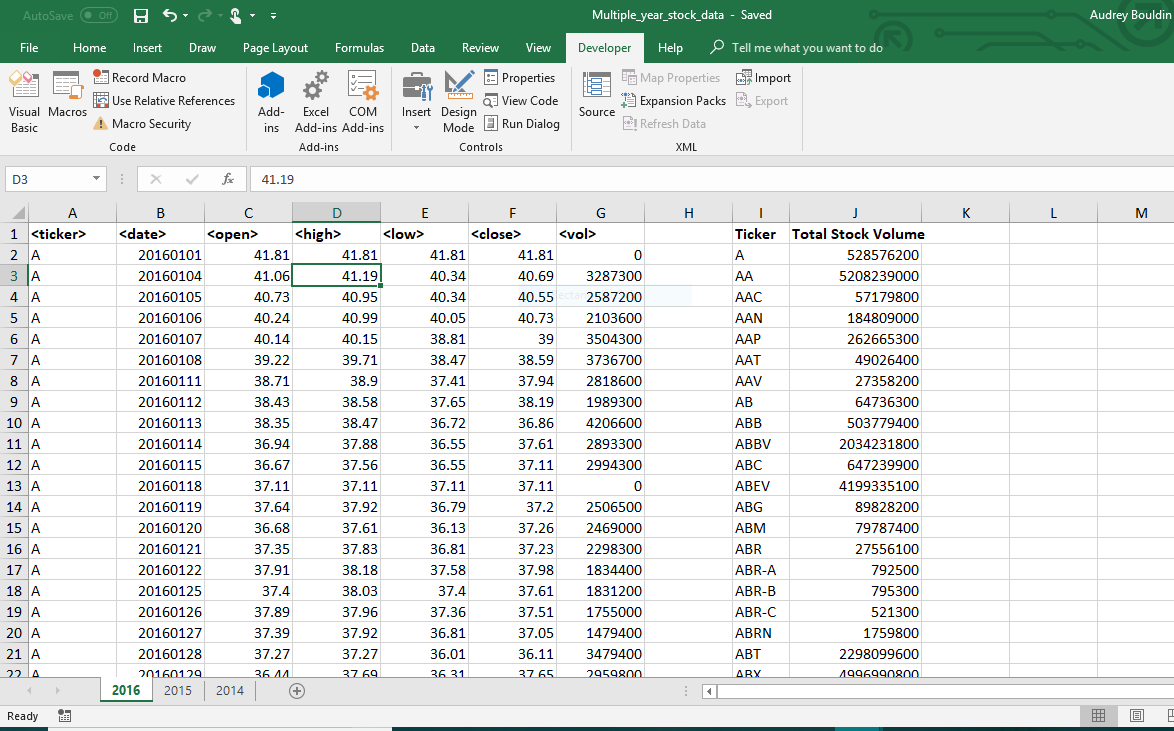 AutoSave Off Multiple_year_stock_data - Saved Audrey Bouldin
File Home Insert Draw Page Layout Formulas Data Review View Developer Help Tell me what you want to do
Visual Basic
Macros
Record Macro
Use Relative References
Macro Security
Code
Add-ins
Excel Add-ins
COM Add-ins
Add-ins
Insert
Design Mode
Properties
View Code
Run Dialog
Controls
Source
Map Properties
Expansion Packs
Refresh Data
Import
Export
XML
D3 fx 41.19
A B C D E F G H I J K L M
1 <ticker> <date> <open> <high> <low> <close> <vol> Ticker Total Stock Volume
2 A 20160101 41.81 41.81 41.81 41.81 0 A 528576200
3 A 20160104 41.06 41.19 40.34 40.69 3287300 AA 5208239000
4 A 20160105 40.73 40.95 40.34 40.55 2587200 AAC 57179800
5 A 20160106 40.24 40.99 40.05 40.73 2103600 AAN 184809000
6 A 20160107 40.14 40.15 38.81 39 3504300 AAP 262665300
7 A 20160108 39.22 39.71 38.47 38.59 3736700 AAT 49026400
8 A 20160111 38.71 38.9 37.41 37.94 2818600 AAV 27358200
9 A 20160112 38.43 38.58 37.65 38.19 1989300 AB 64736300
10 A 20160113 38.35 38.47 36.72 36.86 4206600 ABB 503779400
11 A 20160114 36.94 37.88 36.55 37.61 2893300 ABBV 2034231800
12 A 20160115 36.67 37.56 36.55 37.11 2994300 ABC 647239900
13 A 20160118 37.11 37.11 37.11 37.11 0 ABEV 4199335100
14 A 20160119 37.64 37.92 36.79 37.2 2506500 ABG 89828200
15 A 20160120 36.68 37.61 36.13 37.26 2469000 ABM 79787400
16 A 20160121 37.35 37.83 36.81 37.23 2298300 ABR 27556100
17 A 20160122 37.91 38.18 37.58 37.98 1834400 ABR-A 792500
18 A 20160125 37.4 38.03 37.4 37.61 1831200 ABR-B 795300
19 A 20160126 37.89 37.96 37.36 37.51 1755000 ABR-C 521300
20 A 20160127 37.39 37.92 36.81 37.05 1479400 ABRN 1759800
21 A 20160128 37.27 37.27 36.01 36.11 3479400 ABT 2298099600
22 A 20160129 36.44 37.69 36.31 37.65 2959800 ABX 4996990800
2016 2015 2014
Ready